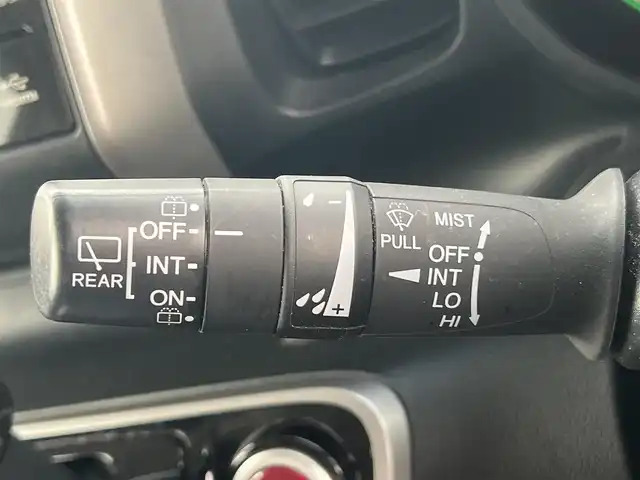 REAR
OFF
INT
ON
−
+
PULL
MIST
OFF
INT
LO
HI